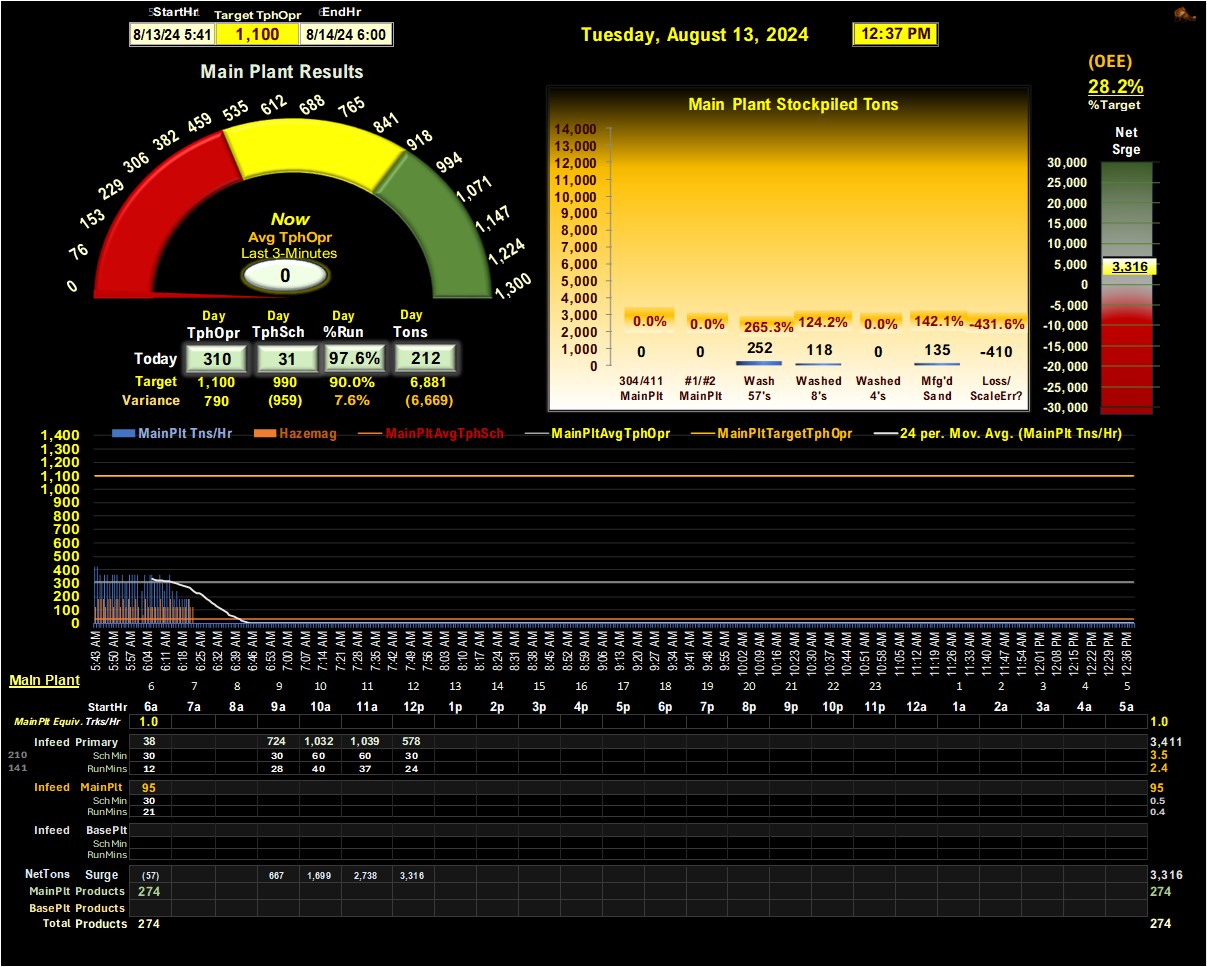 StartHr Target TphOpr EndHr
8/13/24 5:41 1,100 8/14/24 6:00
Tuesday, August 13, 2024 12:37 PM
(OEE)
28.2%
%Target
Main Plant Results
0 76 153 229 306 382 459 535 612 688 765 841 918 994 1,071 1,147 1,224 1,300
Now
Avg TphOpr
Last 3-Minutes
0
Day Day Day Day
TphOpr TphSch %Run Tons
Today 310 31 97.6% 212
Target 1,100 990 90.0% 6,881
Variance 790 (959) 7.6% (6,669)
Main Plant Stockpiled Tons
14,000
13,000
12,000
11,000
10,000
9,000
8,000
7,000
6,000
5,000
4,000
3,000
2,000
1,000
0
0.0% 0.0% 265.3% 124.2% 0.0% 142.1% -431.6%
0 0 252 118 0 135 -410
304/411 #1/#2 Wash Washed Washed Mfg'd Loss/
MainPlt MainPlt 57's 8's 4's Sand ScaleErr?
Net
Srge
30,000
25,000
20,000
15,000
10,000
5,000
0
-5,000
-10,000
-15,000
-20,000
-25,000
-30,000
3,316
MainPlt Tns/Hr Hazemag MainPltAvgTphSch MainPltAvgTphOpr MainPltTargetTphOpr 24 per. Mov. Avg. (MainPlt Tns/Hr)
1,400
1,300
1,200
1,100
1,000
900
800
700
600
500
400
300
200
100
0
5:43 AM 5:50 AM 5:57 AM 6:04 AM 6:11 AM 6:18 AM 6:25 AM 6:32 AM 6:39 AM 6:46 AM 6:53 AM 7:00 AM 7:07 AM 7:14 AM 7:21 AM 7:28 AM 7:35 AM 7:42 AM 7:49 AM 7:56 AM 8:03 AM 8:10 AM 8:17 AM 8:24 AM 8:31 AM 8:38 AM 8:45 AM 8:52 AM 8:59 AM 9:06 AM 9:13 AM 9:20 AM 9:27 AM 9:34 AM 9:41 AM 9:48 AM 9:55 AM 10:02 AM 10:09 AM 10:16 AM 10:23 AM 10:30 AM 10:37 AM 10:44 AM 10:51 AM 10:58 AM 11:05 AM 11:12 AM 11:19 AM 11:26 AM 11:33 AM 11:40 AM 11:47 AM 11:54 AM 12:01 PM 12:08 PM 12:15 PM 12:22 PM 12:29 PM 12:36 PM
Main Plant
6 7 8 9 10 11 12 13 14 15 16 17 18 19 20 21 22 23 1 2 3 4 5
StartHr 6a 7a 8a 9a 10a 11a 12p 1p 2p 3p 4p 5p 6p 7p 8p 9p 10p 11p 12a 1a 2a 3a 4a 5a
MainPlt Equiv. Trks/Hr 1.0 1.0
Infeed Primary 38 724 1,032 1,039 578 3,411
210 Sch Min 30 30 60 60 30 3.5
141 RunMins 12 28 40 37 24 2.4
Infeed MainPlt 95 95
Sch Min 30 0.5
RunMins 21 0.4
Infeed BasePlt
Sch Min
RunMins
NetTons Surge (57) 667 1,699 2,738 3,316 3,316
MainPlt Products 274 274
BasePlt Products
Total Products 274 274